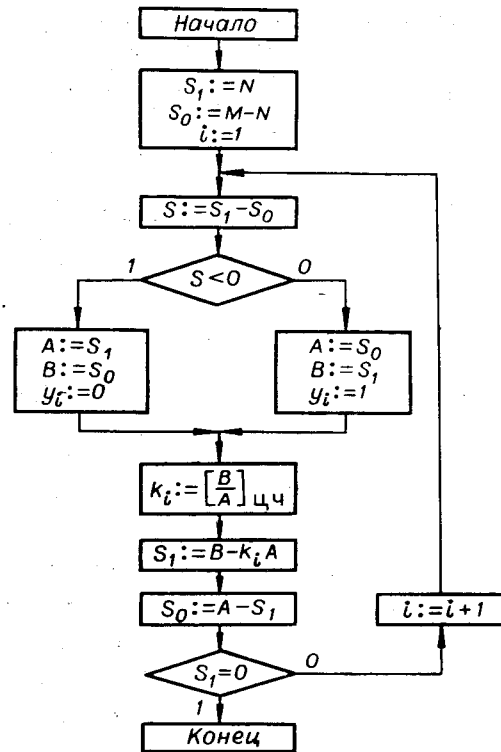 Начало
S₁:=N
S₀:=M-N
i:=1
S:=S₁-S₀
1
S<0
0
A:=S₁
B:=S₀
yᵢ:=0
A:=S₀
B:=S₁
yᵢ:=1
kᵢ:=[B/A]ЦЧ
S₁:=B-kᵢA
S₀:=A-S₁
i:=i+1
S₁=0
0
1
Конец